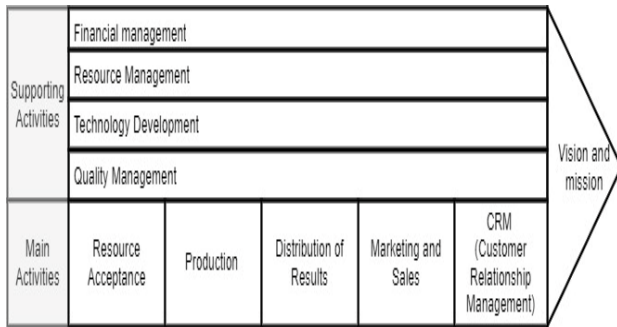 Financial management
Resource Management
Supporting
Activities
Technology Development
Quality Management
Vision and
mission
Main
Activities
Resource
Acceptance
Production
Distribution of
Results
Marketing and
Sales
CRM
(Customer
Relationship
Management)